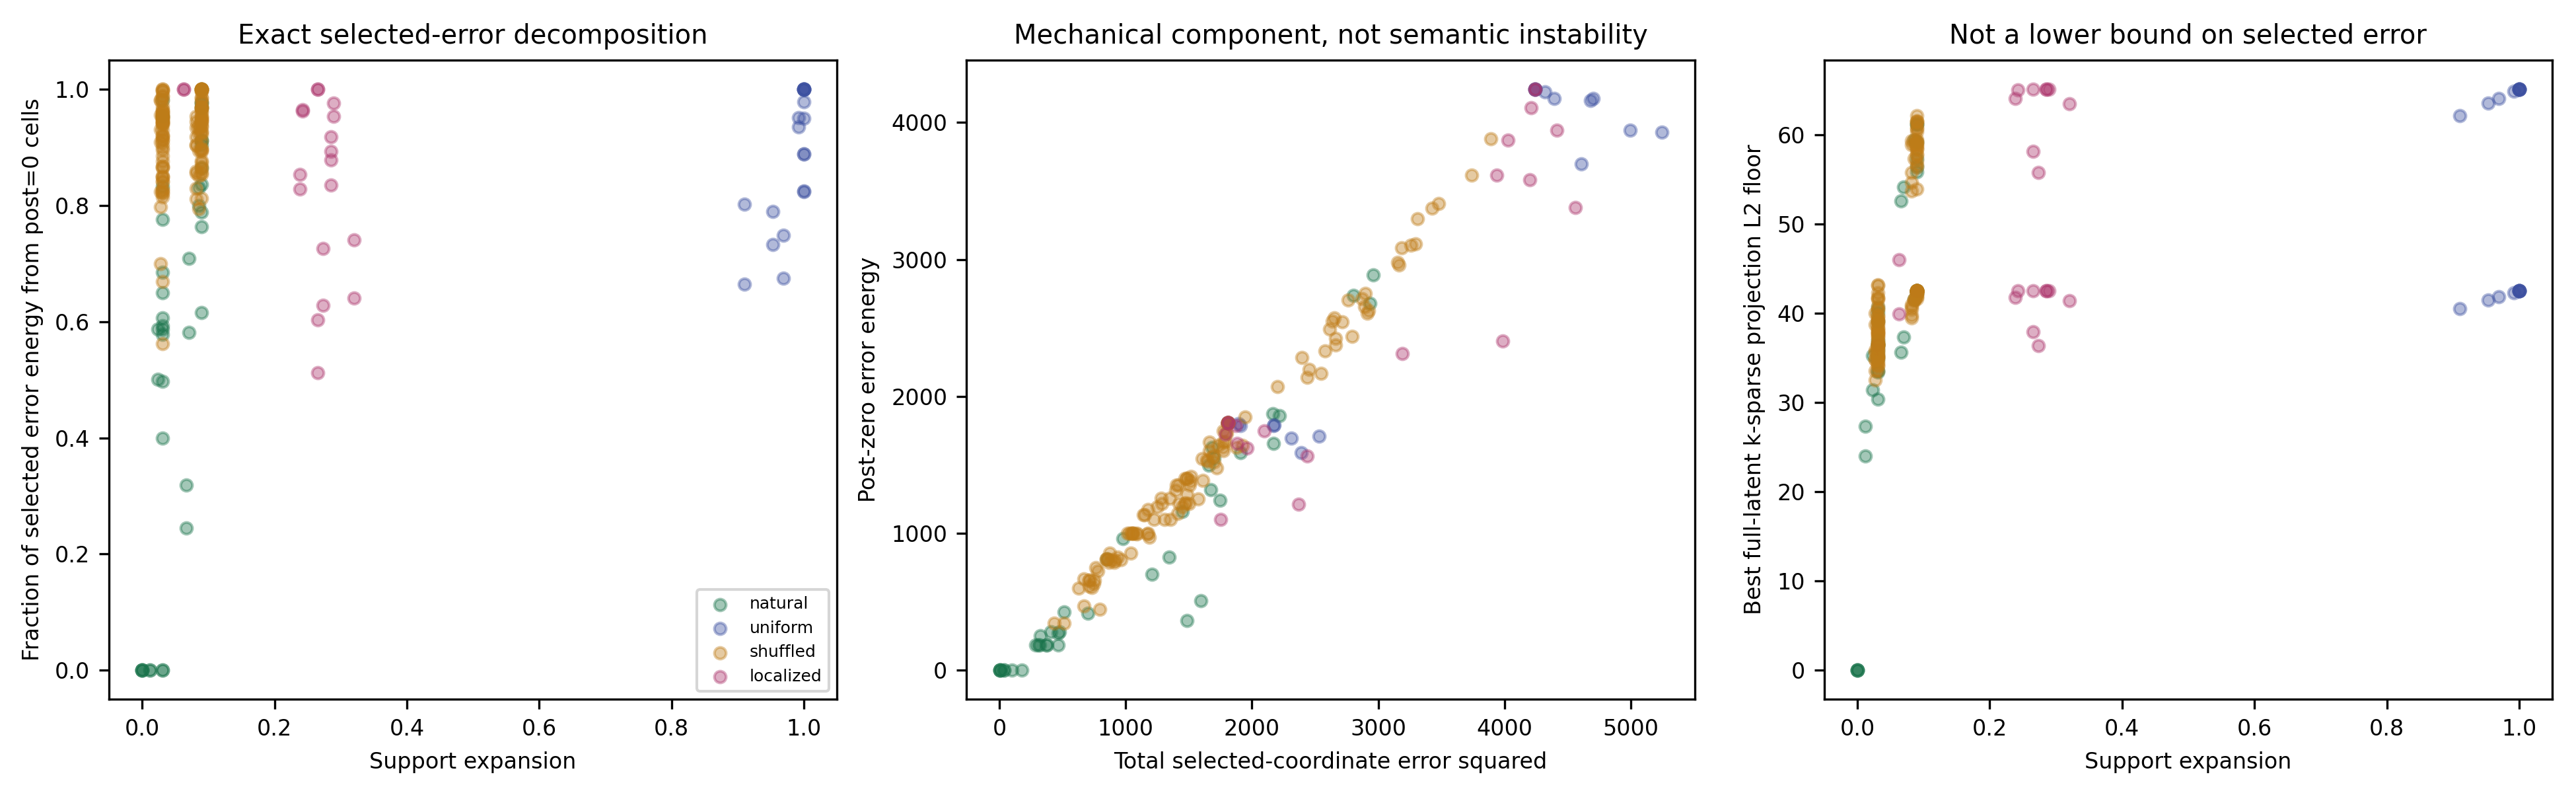 Exact selected-error decomposition
Fraction of selected error energy from post=0 cells
1.0
0.8
0.6
0.4
0.2
0.0
natural
uniform
shuffled
localized
0.0 0.2 0.4 0.6 0.8 1.0
Support expansion
Mechanical component, not semantic instability
Post-zero error energy
4000
3000
2000
1000
0
0 1000 2000 3000 4000 5000
Total selected-coordinate error squared
Not a lower bound on selected error
Best full-latent k-sparse projection L2 floor
60
50
40
30
20
10
0
0.0 0.2 0.4 0.6 0.8 1.0
Support expansion